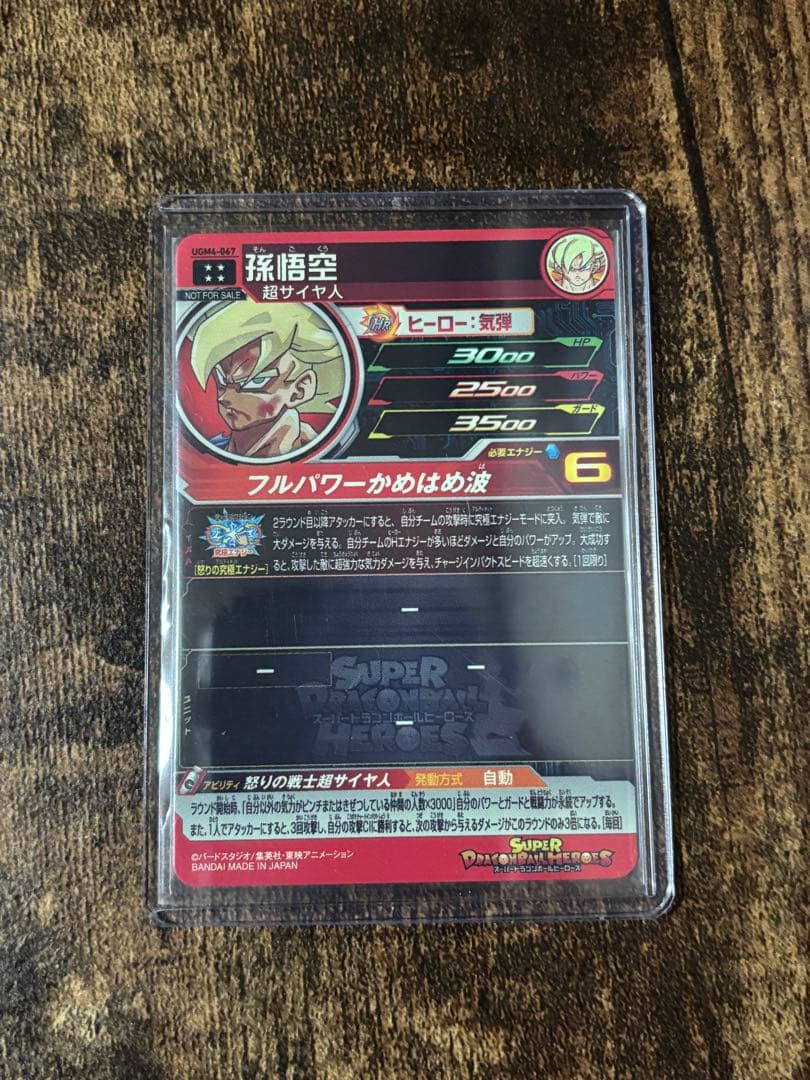 UGM4-067
孫悟空
そん ご くう
NOT FOR SALE
超サイヤ人
HR ヒーロー:気弾
HP
3000
パワー
2500
ガード
3500
必要エナジー 6
フルパワーかめはめ波
究極エナジー
[怒りの究極エナジー]
2ラウンド目以降アタッカーにすると、自分チームの攻撃時に究極エナジーモードに突入。気弾で敵に
大ダメージを与える。自分チームのHエナジーが多いほどダメージと自分のパワーがアップ。大成功す
ると、攻撃した敵に超強力な気力ダメージを与え、チャージインパクトスピードを超速くする。[1回限り]
ー
ー ー
ユニット
ー
SUPER
DRAGONBALL
スーパードラゴンボールヒーローズ
HEROES
アビリティ 怒りの戦士超サイヤ人 発動方式 自動
ラウンド開始時、「自分以外の気力がピンチまたはきぜつしている仲間の人数×3000」自分のパワーとガードと戦闘力が永続でアップする。
また、1人でアタッカーにすると、3回攻撃し、自分の攻撃CIに勝利すると、次の攻撃から与えるダメージがこのラウンドのみ3倍になる。[毎回]
©バードスタジオ/集英社・東映アニメーション
BANDAI MADE IN JAPAN
SUPER
DRAGONBALL HEROES
スーパードラゴンボールヒーローズ